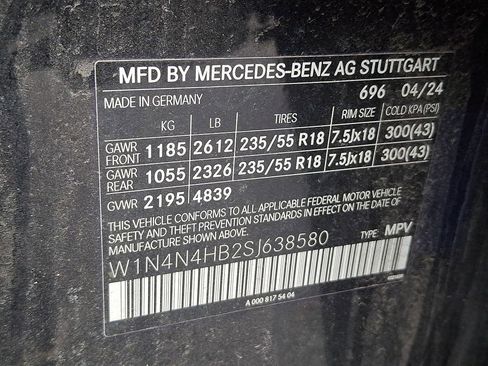 MFD BY MERCEDES-BENZ AG STUTTGART
696 04/24
MADE IN GERMANY
KG LB TIRES RIM SIZE COLD KPA(PSI)
GAWR FRONT 1185 2612 235/55 R18 7.5Jx18 300(43)
GAWR REAR 1055 2326 235/55 R18 7.5Jx18 300(43)
GVWR 2195 4839
THIS VEHICLE CONFORMS TO ALL APPLICABLE FEDERAL MOTOR VEHICLE
SAFETY AND THEFT PREVENTION STANDARDS IN EFFECT ON THE DATE OF
MANUFACTURE SHOWN ABOVE.
W1N4N4HB2SJ638580 TYPE: MPV
A 000 817 54 04